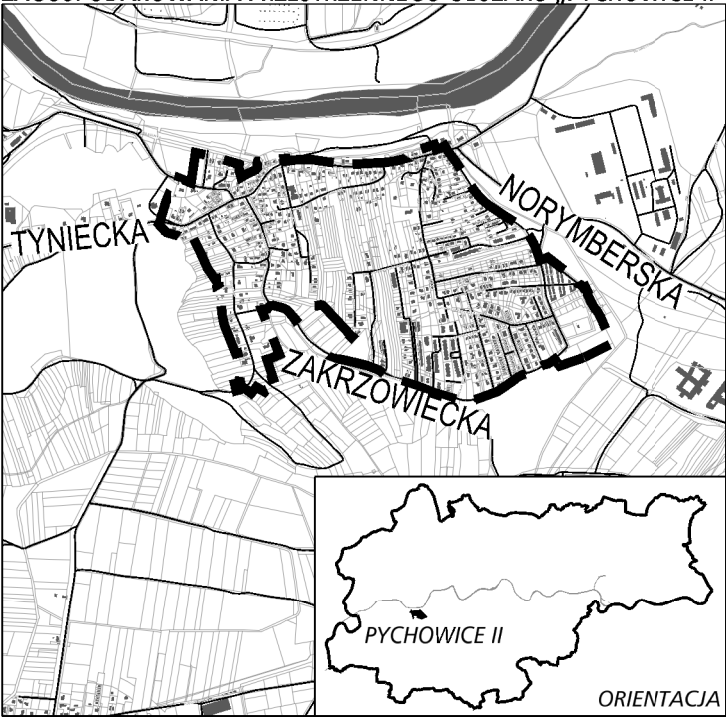 TYNIECKA
NORYMBERSKA
ZAKRZOWIECKA
PYCHOWICE II
ORIENTACJA